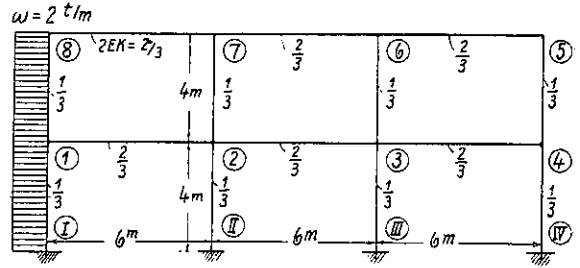 ω = 2 t/m
⑧ 2EK = 2/3 ⑦ 2/3 ⑥ 2/3 ⑤
1/3 4m 1/3 1/3 1/3
① 2/3 ② 2/3 ③ 2/3 ④
1/3 4m 1/3 1/3 1/3
Ⅰ Ⅱ Ⅲ Ⅳ
6m 6m 6m